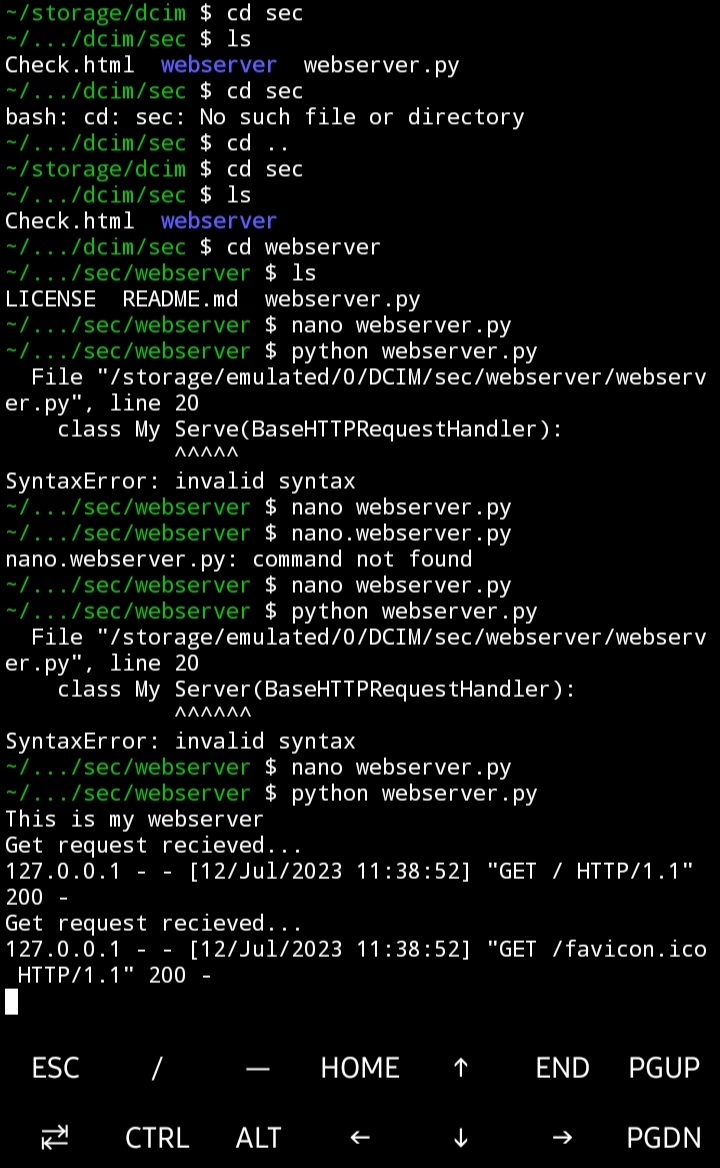 ~/storage/dcim $ cd sec
~/.../dcim/sec $ ls
Check.html  webserver  webserver.py
~/.../dcim/sec $ cd sec
bash: cd: sec: No such file or directory
~/.../dcim/sec $ cd ..
~/storage/dcim $ cd sec
~/.../dcim/sec $ ls
Check.html  webserver
~/.../dcim/sec $ cd webserver
~/.../sec/webserver $ ls
LICENSE  README.md  webserver.py
~/.../sec/webserver $ nano webserver.py
~/.../sec/webserver $ python webserver.py
  File "/storage/emulated/0/DCIM/sec/webserver/webserv
er.py", line 20
    class My Serve(BaseHTTPRequestHandler):
             ^^^^^
SyntaxError: invalid syntax
~/.../sec/webserver $ nano webserver.py
~/.../sec/webserver $ nano.webserver.py
nano.webserver.py: command not found
~/.../sec/webserver $ nano webserver.py
~/.../sec/webserver $ python webserver.py
  File "/storage/emulated/0/DCIM/sec/webserver/webserv
er.py", line 20
    class My Server(BaseHTTPRequestHandler):
             ^^^^^^
SyntaxError: invalid syntax
~/.../sec/webserver $ nano webserver.py
~/.../sec/webserver $ python webserver.py
This is my webserver
Get request recieved...
127.0.0.1 - - [12/Jul/2023 11:38:52] "GET / HTTP/1.1"
200 -
Get request recieved...
127.0.0.1 - - [12/Jul/2023 11:38:52] "GET /favicon.ico
 HTTP/1.1" 200 -
ESC / — HOME ↑ END PGUP
⇄ CTRL ALT ← ↓ → PGDN